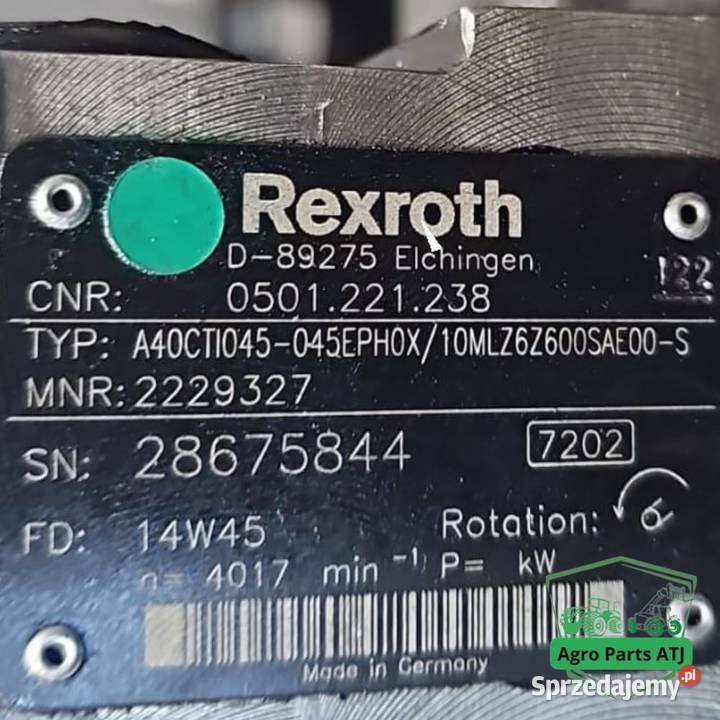 Rexroth
D-89275 Elchingen
122
CNR: 0501.221.238
TYP: A40CTI045-045EPH0X/10MLZ6Z600SAE00-S
MNR: 2229327
SN: 28675844 7202
FD: 14W45 Rotation:
n= 4017 min -1 P= kW
Made in Germany
Agro Parts ATJ
Sprzedajemy.pl